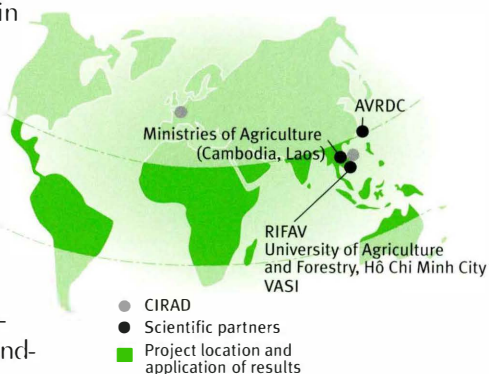 in
AVRDC
Ministries of Agriculture
(Cambodia, Laos)
RIFAV
University of Agriculture
and Forestry, Hô Chi Minh City
VASI
CIRAD
Scientific partners
Project location and
application of results
-
nd-